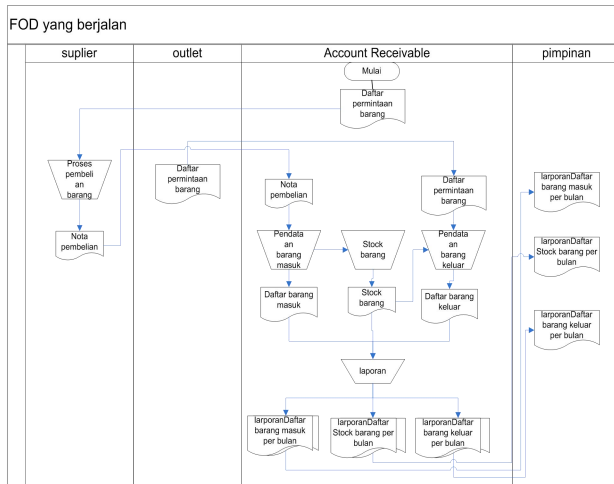 FOD yang berjalan
suplier
outlet
Account Receivable
pimpinan
Mulai
Daftar
permintaan
barang
Proses
pembeli
an
barang
Nota
pembelian
Daftar
permintaan
barang
Nota
pembelian
Daftar
permintaan
barang
Pendata
an
barang
masuk
Stock
barang
Pendata
an
barang
keluar
Daftar barang
masuk
Stock
barang
Daftar barang
keluar
laporan
larporanDaftar
barang masuk
per bulan
larporanDaftar
Stock barang per
bulan
larporanDaftar
barang keluar
per bulan
larporanDaftar
barang masuk
per bulan
larporanDaftar
Stock barang per
bulan
larporanDaftar
barang keluar
per bulan